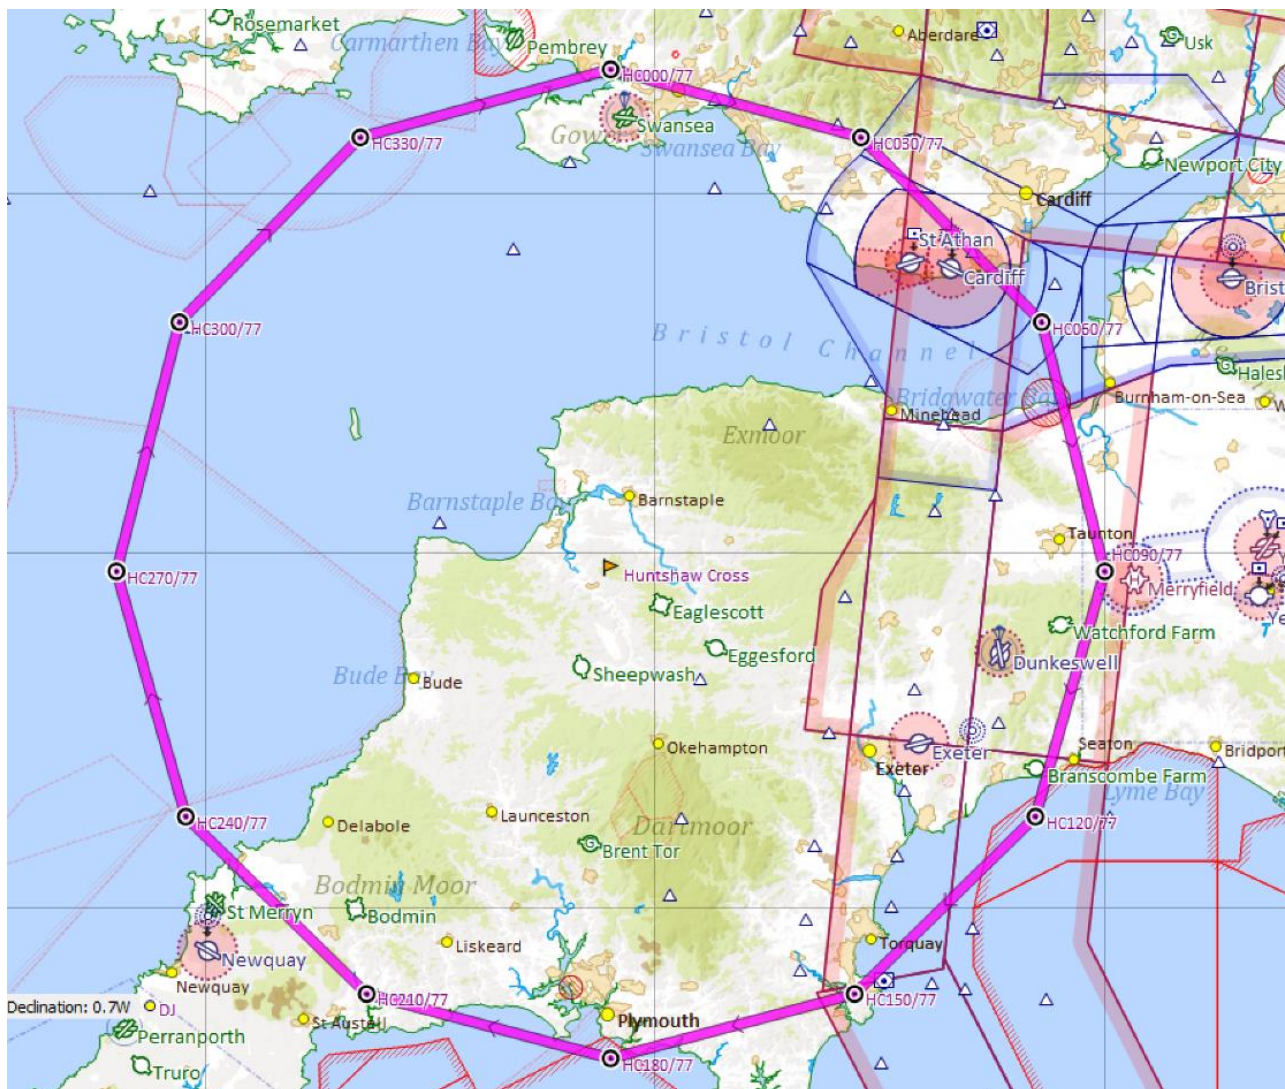 Rosemarket
Carmarthen Bay
Pembrey
Aberdare
Usk
HC000/77
HC330/77
Gower
Swansea
Swansea Bay
HC030/77
Newport City
Cardiff
St Athan
Cardiff
Brist
HC300/77
HC060/77
Bristol Channel
Halesl
Bridgwater Bay
Burnham-on-Sea
W
Minehead
Exmoor
Barnstaple Bay
Barnstaple
Taunton
HC090/77
HC270/77
Huntshaw Cross
Merryfield
Eaglescott
Ye
Watchford Farm
Eggesford
Dunkeswell
Sheepwash
Bude Bay
Bude
Okehampton
Exeter
Seaton
Bridport
Exeter
Branscombe Farm
Lyme Bay
HC240/77
Delabole
Launceston
Dartmoor
HC120/77
Brent Tor
Bodmin Moor
St Merryn
Bodmin
Liskeard
Torquay
Newquay
Newquay
HC210/77
HC150/77
Declination: 0.7W
DJ
St Austell
Plymouth
Perranporth
HC180/77
Truro